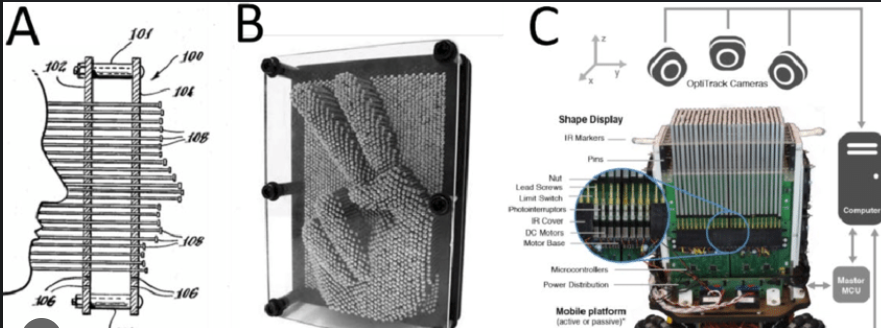 A
101
100
102
104
108
108
106
106
B
C
z
y
x
OptiTrack Cameras
Shape Display
IR Markers
Pins
Nut
Lead Screws
Limit Switch
Photointerruptors
IR Cover
DC Motors
Motor Base
Microcontrollers
Power Distribution
Mobile platform
(active or passive)*
Computer
Master
MCU